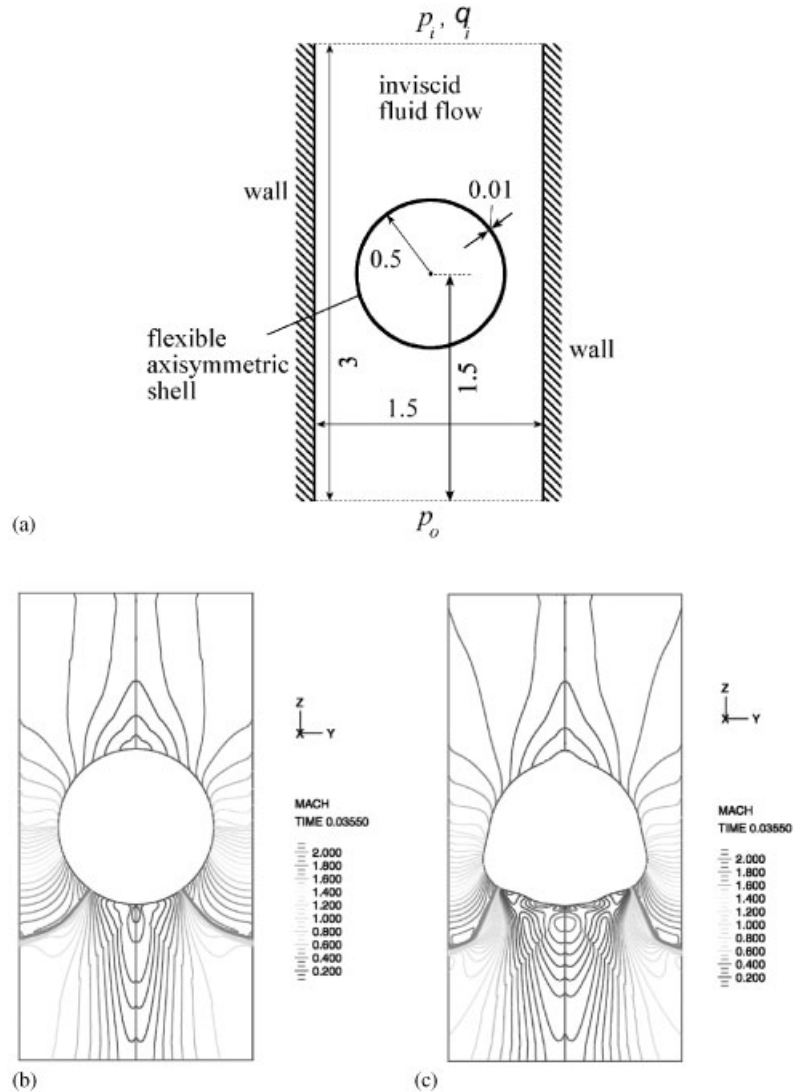 pᵢ, qᵢ
inviscid
fluid flow
wall
0.01
0.5
flexible
axisymmetric
shell
3
1.5
wall
1.5
pₒ
(a)
Z
X Y
MACH
TIME 0.03550
2.000
1.800
1.600
1.400
1.200
1.000
0.800
0.600
0.400
0.200
(b)
Z
X Y
MACH
TIME 0.03550
2.000
1.800
1.600
1.400
1.200
1.000
0.800
0.600
0.400
0.200
(c)